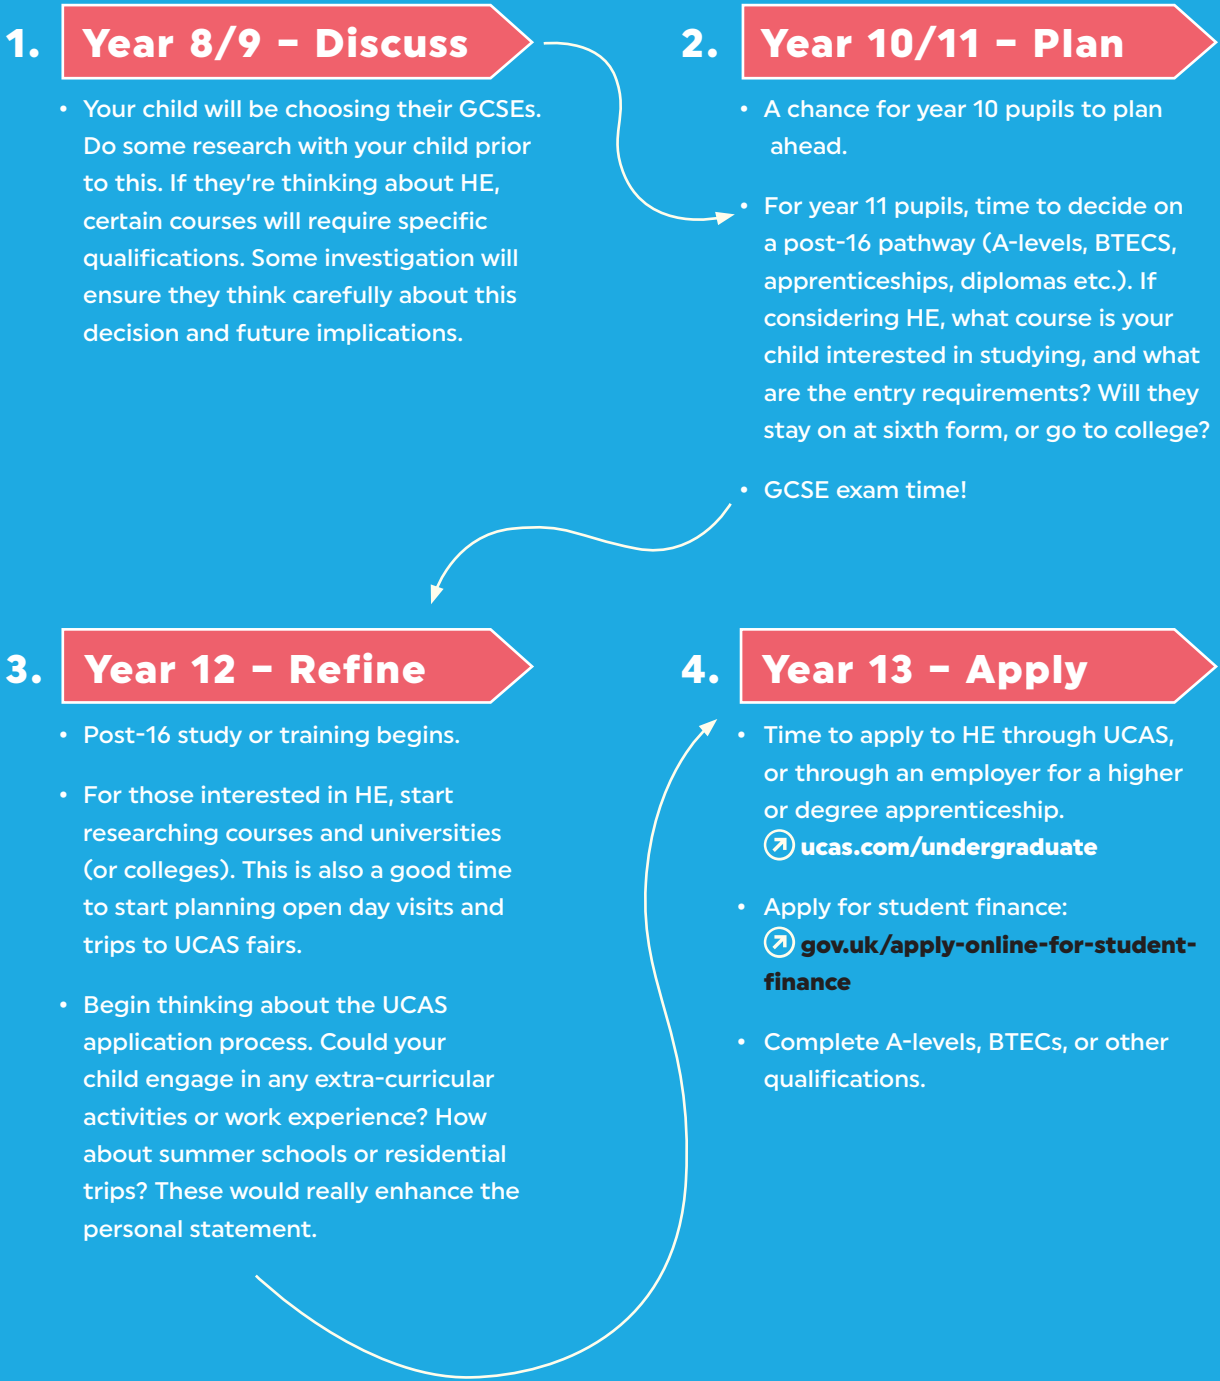 1. Year 8/9 – Discuss
• Your child will be choosing their GCSEs.
Do some research with your child prior
to this. If they're thinking about HE,
certain courses will require specific
qualifications. Some investigation will
ensure they think carefully about this
decision and future implications.
2. Year 10/11 – Plan
• A chance for year 10 pupils to plan
ahead.
• For year 11 pupils, time to decide on
a post-16 pathway (A-levels, BTECS,
apprenticeships, diplomas etc.). If
considering HE, what course is your
child interested in studying, and what
are the entry requirements? Will they
stay on at sixth form, or go to college?
• GCSE exam time!
3. Year 12 – Refine
• Post-16 study or training begins.
• For those interested in HE, start
researching courses and universities
(or colleges). This is also a good time
to start planning open day visits and
trips to UCAS fairs.
• Begin thinking about the UCAS
application process. Could your
child engage in any extra-curricular
activities or work experience? How
about summer schools or residential
trips? These would really enhance the
personal statement.
4. Year 13 – Apply
• Time to apply to HE through UCAS,
or through an employer for a higher
or degree apprenticeship.
ucas.com/undergraduate
• Apply for student finance:
gov.uk/apply-online-for-student-
finance
• Complete A-levels, BTECs, or other
qualifications.